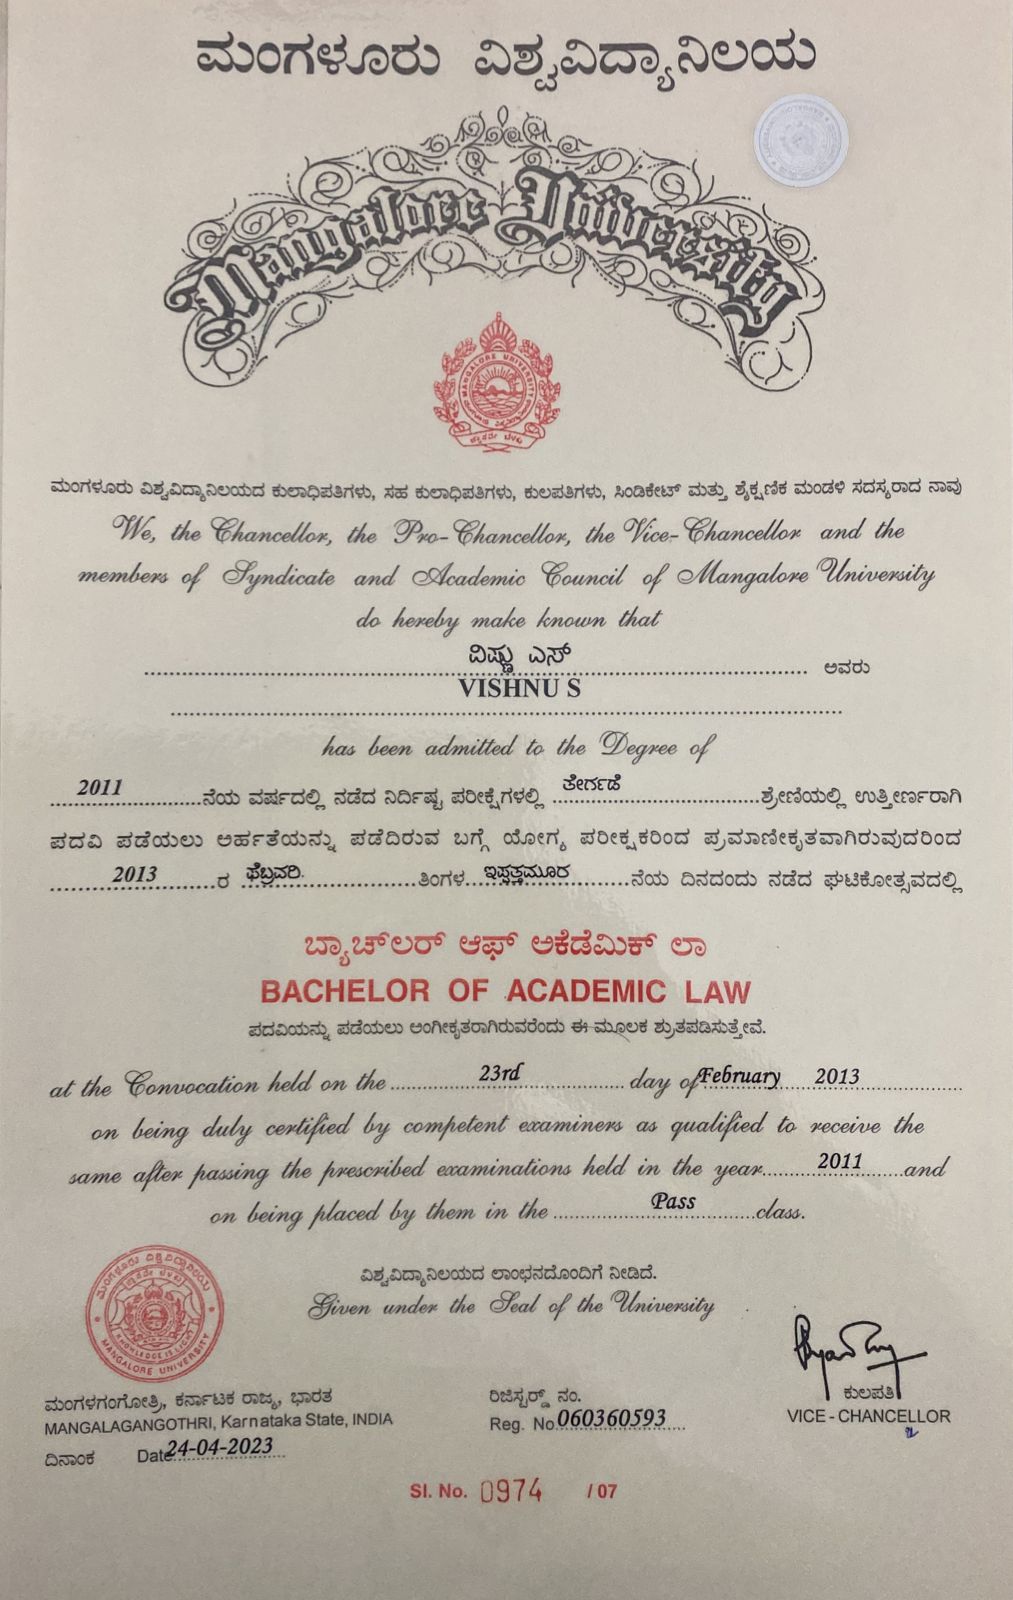 ಮಂಗಳೂರು ವಿಶ್ವವಿದ್ಯಾನಿಲಯ
Mangalore University
MANGALORE UNIVERSITY
ಮಂಗಳೂರು ವಿಶ್ವವಿದ್ಯಾನಿಲಯದ ಕುಲಾಧಿಪತಿಗಳು, ಸಹ ಕುಲಾಧಿಪತಿಗಳು, ಕುಲಪತಿಗಳು, ಸಿಂಡಿಕೇಟ್ ಮತ್ತು ಶೈಕ್ಷಣಿಕ ಮಂಡಳಿ ಸದಸ್ಯರಾದ ನಾವು
We, the Chancellor, the Pro-Chancellor, the Vice-Chancellor and the
members of Syndicate and Academic Council of Mangalore University
do hereby make known that
ವಿಷ್ಣು ಎಸ್ ಅವರು
VISHNU S
has been admitted to the Degree of
2011 ನೆಯ ವರ್ಷದಲ್ಲಿ ನಡೆದ ನಿರ್ದಿಷ್ಟ ಪರೀಕ್ಷೆಗಳಲ್ಲಿ ತೇರ್ಗಡೆ ಶ್ರೇಣಿಯಲ್ಲಿ ಉತ್ತೀರ್ಣರಾಗಿ
ಪದವಿ ಪಡೆಯಲು ಅರ್ಹತೆಯನ್ನು ಪಡೆದಿರುವ ಬಗ್ಗೆ ಯೋಗ್ಯ ಪರೀಕ್ಷಕರಿಂದ ಪ್ರಮಾಣೀಕೃತವಾಗಿರುವುದರಿಂದ
2013 ರ ಫೆಬ್ರವರಿ. ತಿಂಗಳ ಇಪ್ಪತ್ತಮೂರ ನೆಯ ದಿನದಂದು ನಡೆದ ಘಟಿಕೋತ್ಸವದಲ್ಲಿ
ಬ್ಯಾಚ್‌ಲರ್ ಆಫ್ ಅಕೆಡೆಮಿಕ್ ಲಾ
BACHELOR OF ACADEMIC LAW
ಪದವಿಯನ್ನು ಪಡೆಯಲು ಅಂಗೀಕೃತರಾಗಿರುವರೆಂದು ಈ ಮೂಲಕ ಶ್ರುತಪಡಿಸುತ್ತೇವೆ.
at the Convocation held on the 23rd day of February 2013
on being duly certified by competent examiners as qualified to receive the
same after passing the prescribed examinations held in the year 2011 and
on being placed by them in the Pass class.
ವಿಶ್ವವಿದ್ಯಾನಿಲಯದ ಲಾಂಛನದೊಂದಿಗೆ ನೀಡಿದೆ.
Given under the Seal of the University
ಮಂಗಳೂರು ವಿಶ್ವವಿದ್ಯಾನಿಲಯ
KNOWLEDGE IS LIGHT
MANGALORE UNIVERSITY
ಮಂಗಳಗಂಗೋತ್ರಿ, ಕರ್ನಾಟಕ ರಾಜ್ಯ, ಭಾರತ
MANGALAGANGOTHRI, Karnataka State, INDIA
ದಿನಾಂಕ Date 24-04-2023
ರಿಜಿಸ್ಟರ್ಡ್ ನಂ.
Reg. No 060360593
ಕುಲಪತಿ
VICE - CHANCELLOR
Sl. No. 0974 / 07